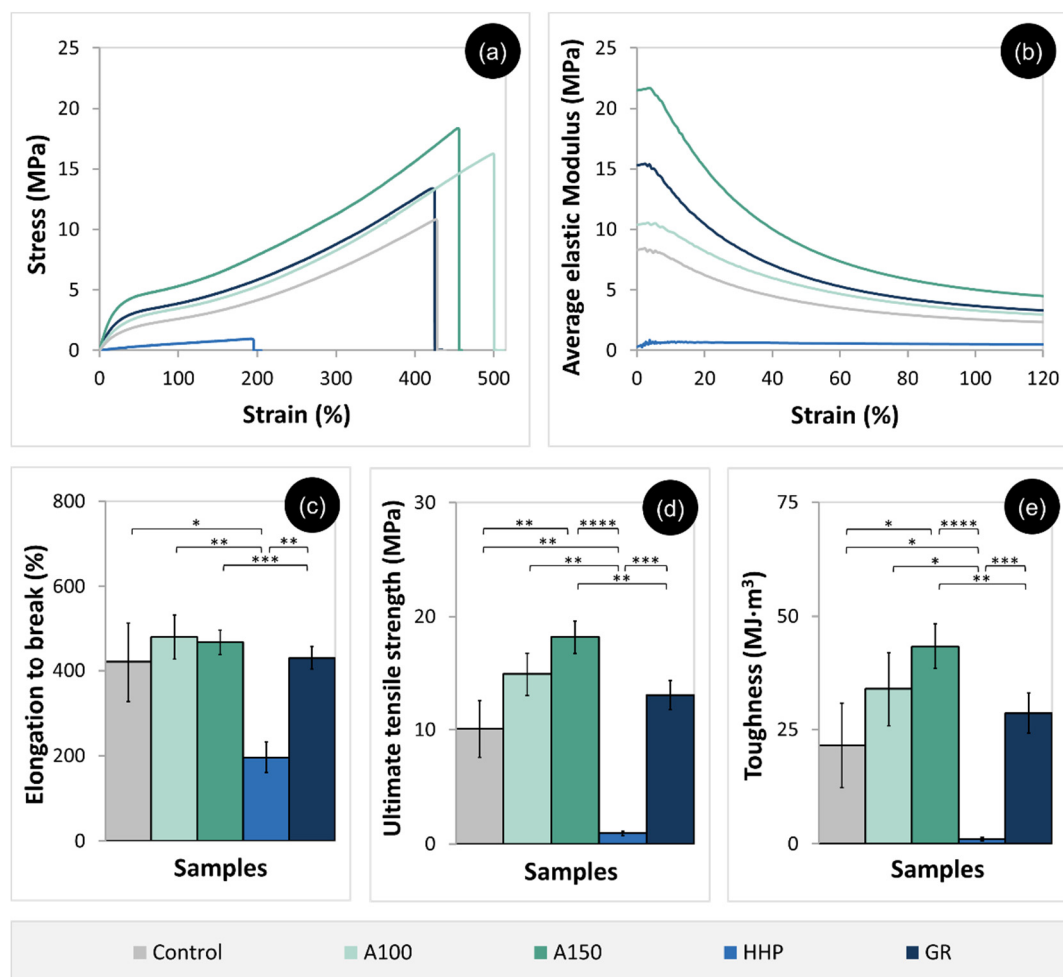 (a)
25
20
15
10
5
0
Stress (MPa)
0 100 200 300 400 500
Strain (%)
(b)
25
20
15
10
5
0
Average elastic Modulus (MPa)
0 20 40 60 80 100 120
Strain (%)
(c)
800
600
400
200
0
Elongation to break (%)
*
** **
***
Samples
(d)
30
20
10
0
Ultimate tensile strength (MPa)
** ****
**
** ***
**
Samples
(e)
75
50
25
0
Toughness (MJ·m³)
* ****
*
* ***
**
Samples
Control A100 A150 HHP GR